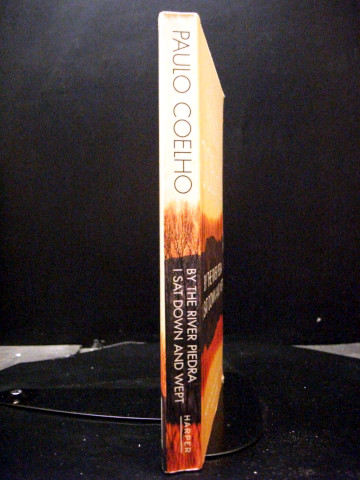 PAULO COELHO
BY THE RIVER PIEDRA
I SAT DOWN AND WEPT
HARPER